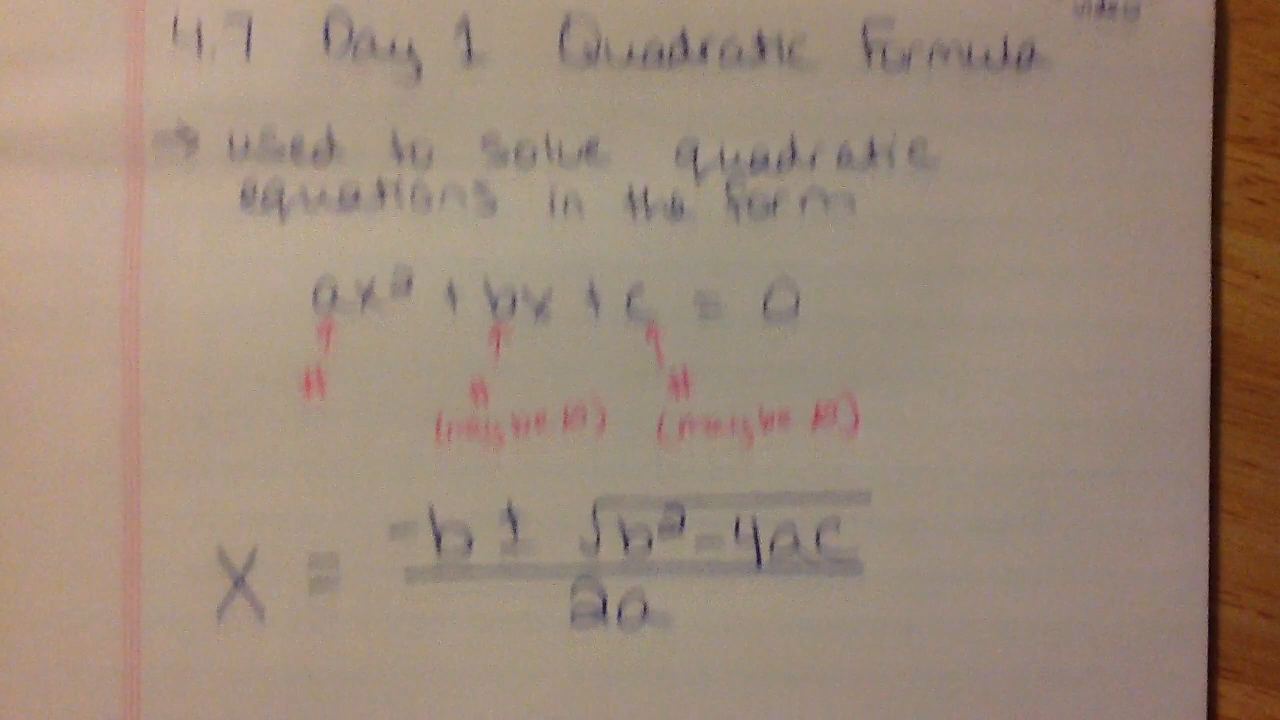 video
4.7 Day 1 Quadratic Formula
→ used to solve quadratic
equations in the form
ax² + bx + c = 0
# # #
(maybe (maybe
x = -b ± √b²-4ac
2a